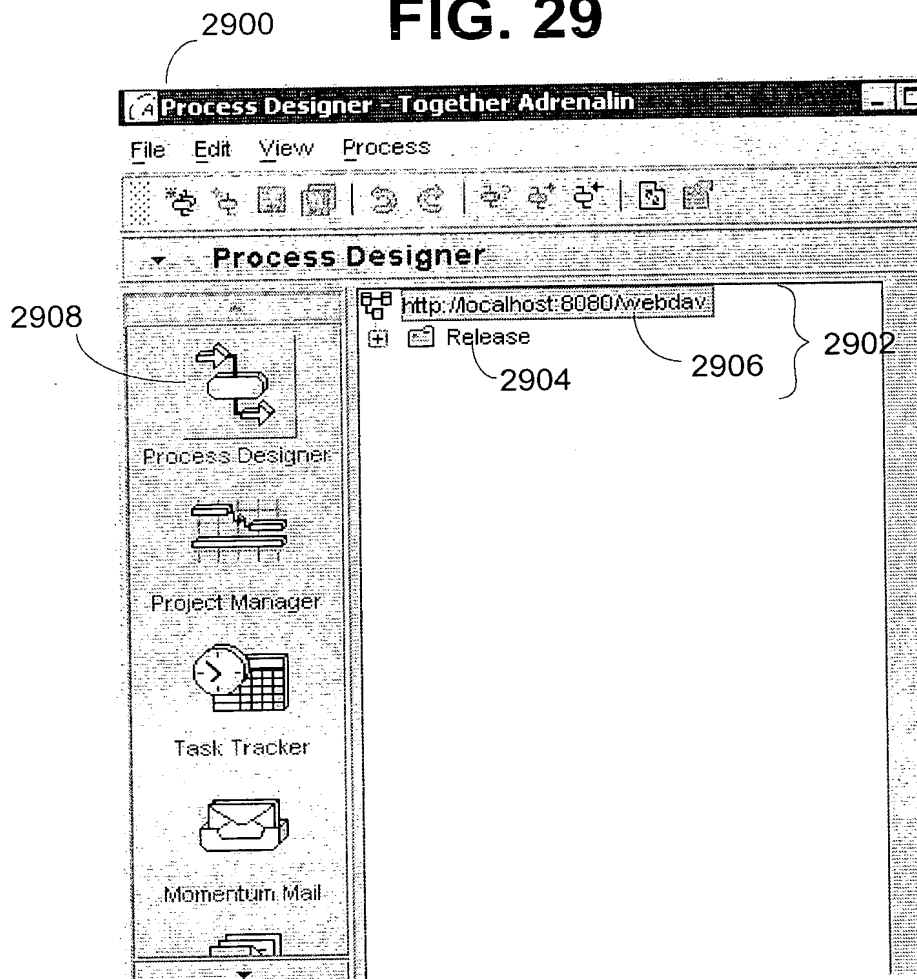 FIG. 29
2900
Process Designer - Together Adrenalin
File Edit View Process
Process Designer
http://localhost:8080/webdav
Release
2902
2904
2906
2908
Process Designer
Project Manager
Task Tracker
Momentum Mail